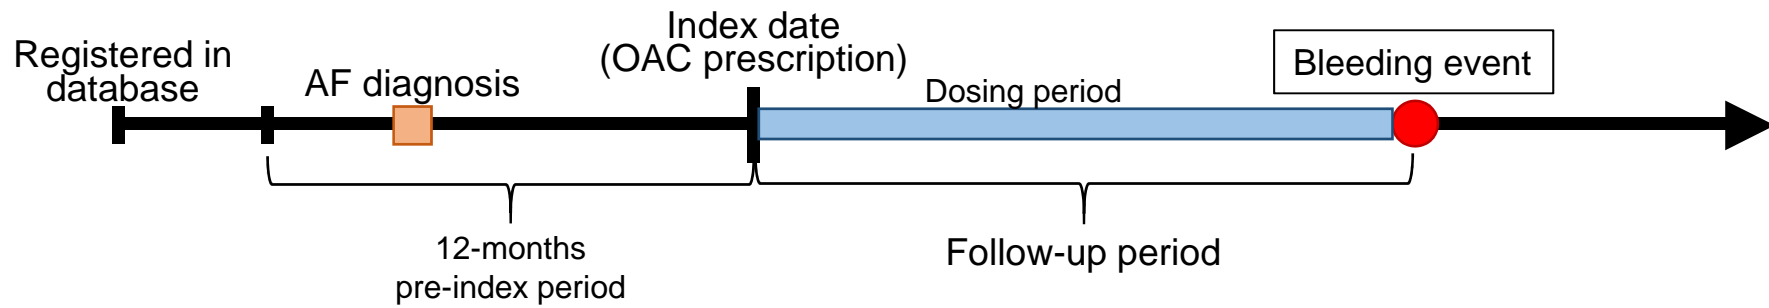 Registered in
database
AF diagnosis
Index date
(OAC prescription)
Dosing period
Bleeding event
12-months
pre-index period
Follow-up period